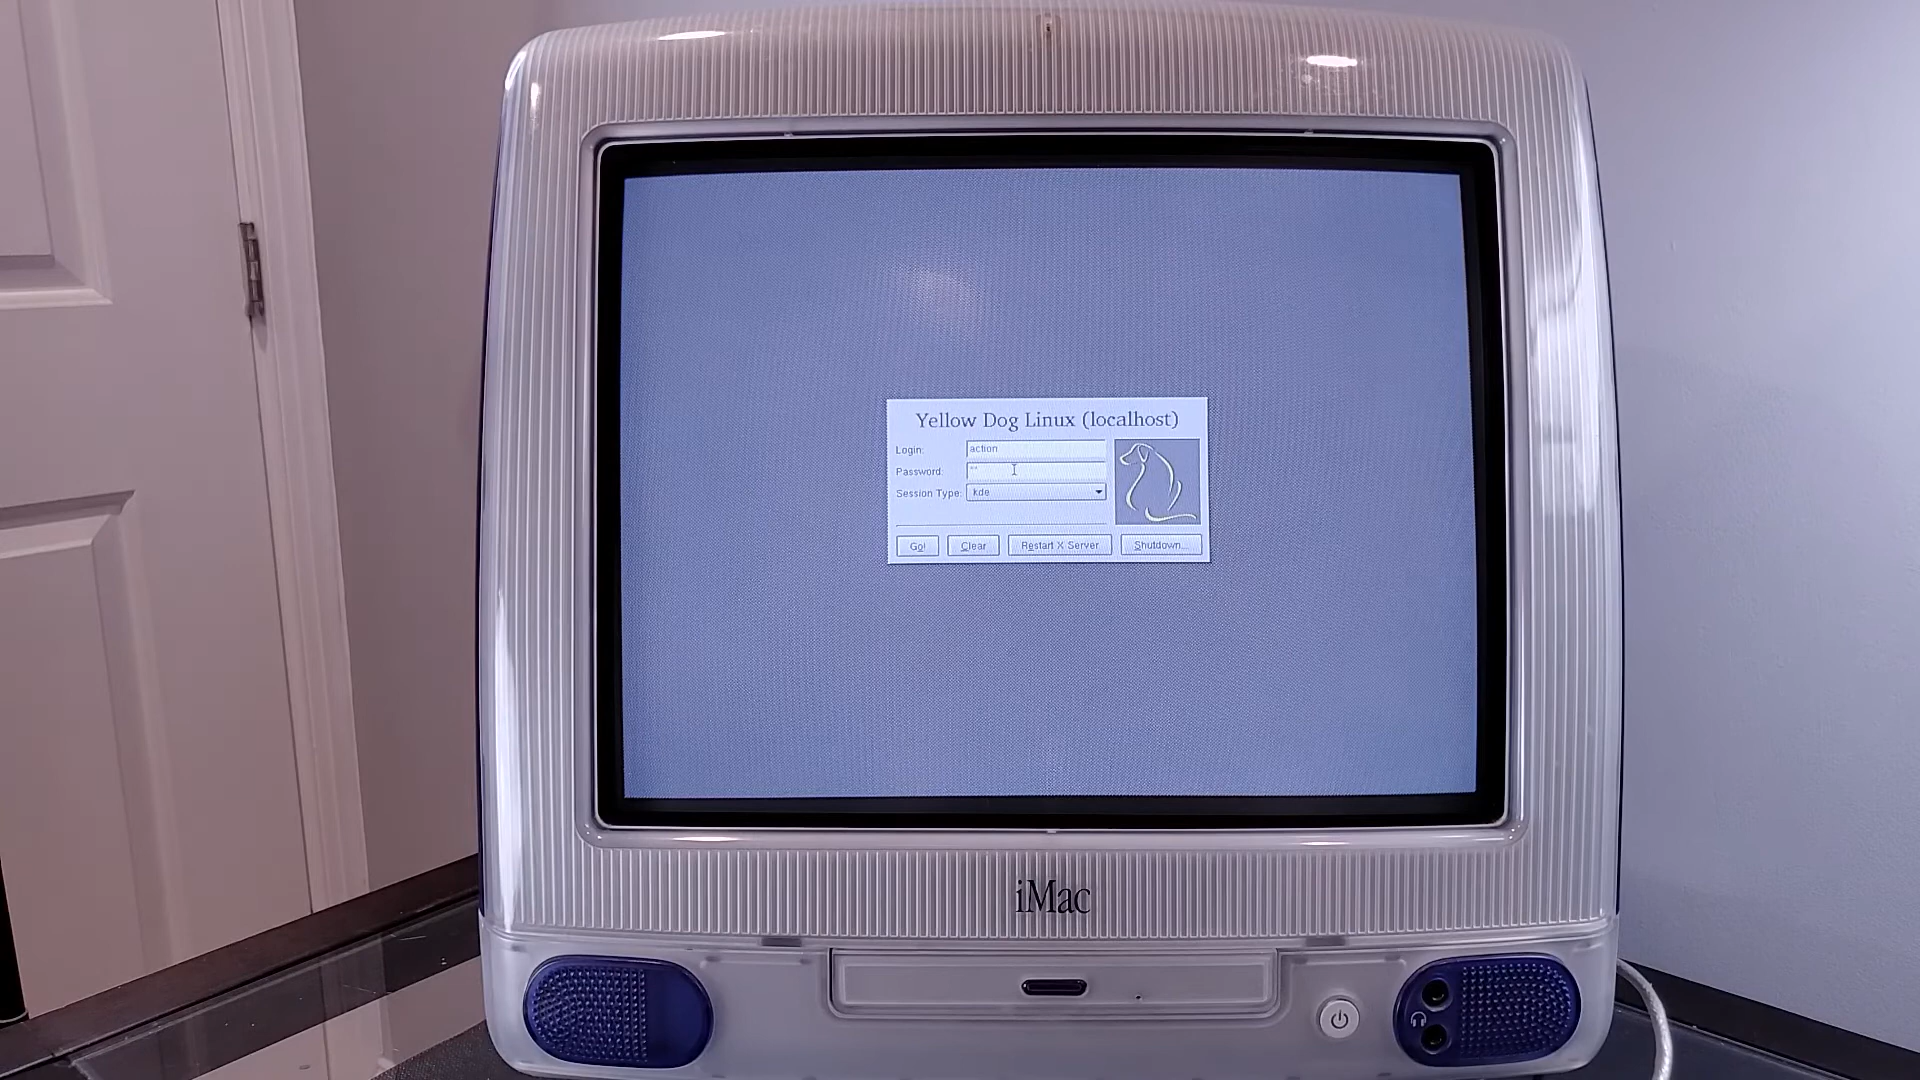 Yellow Dog Linux (localhost)
Login: action
Password: **
Session Type: kde
Go! Clear Restart X Server Shutdown...
iMac